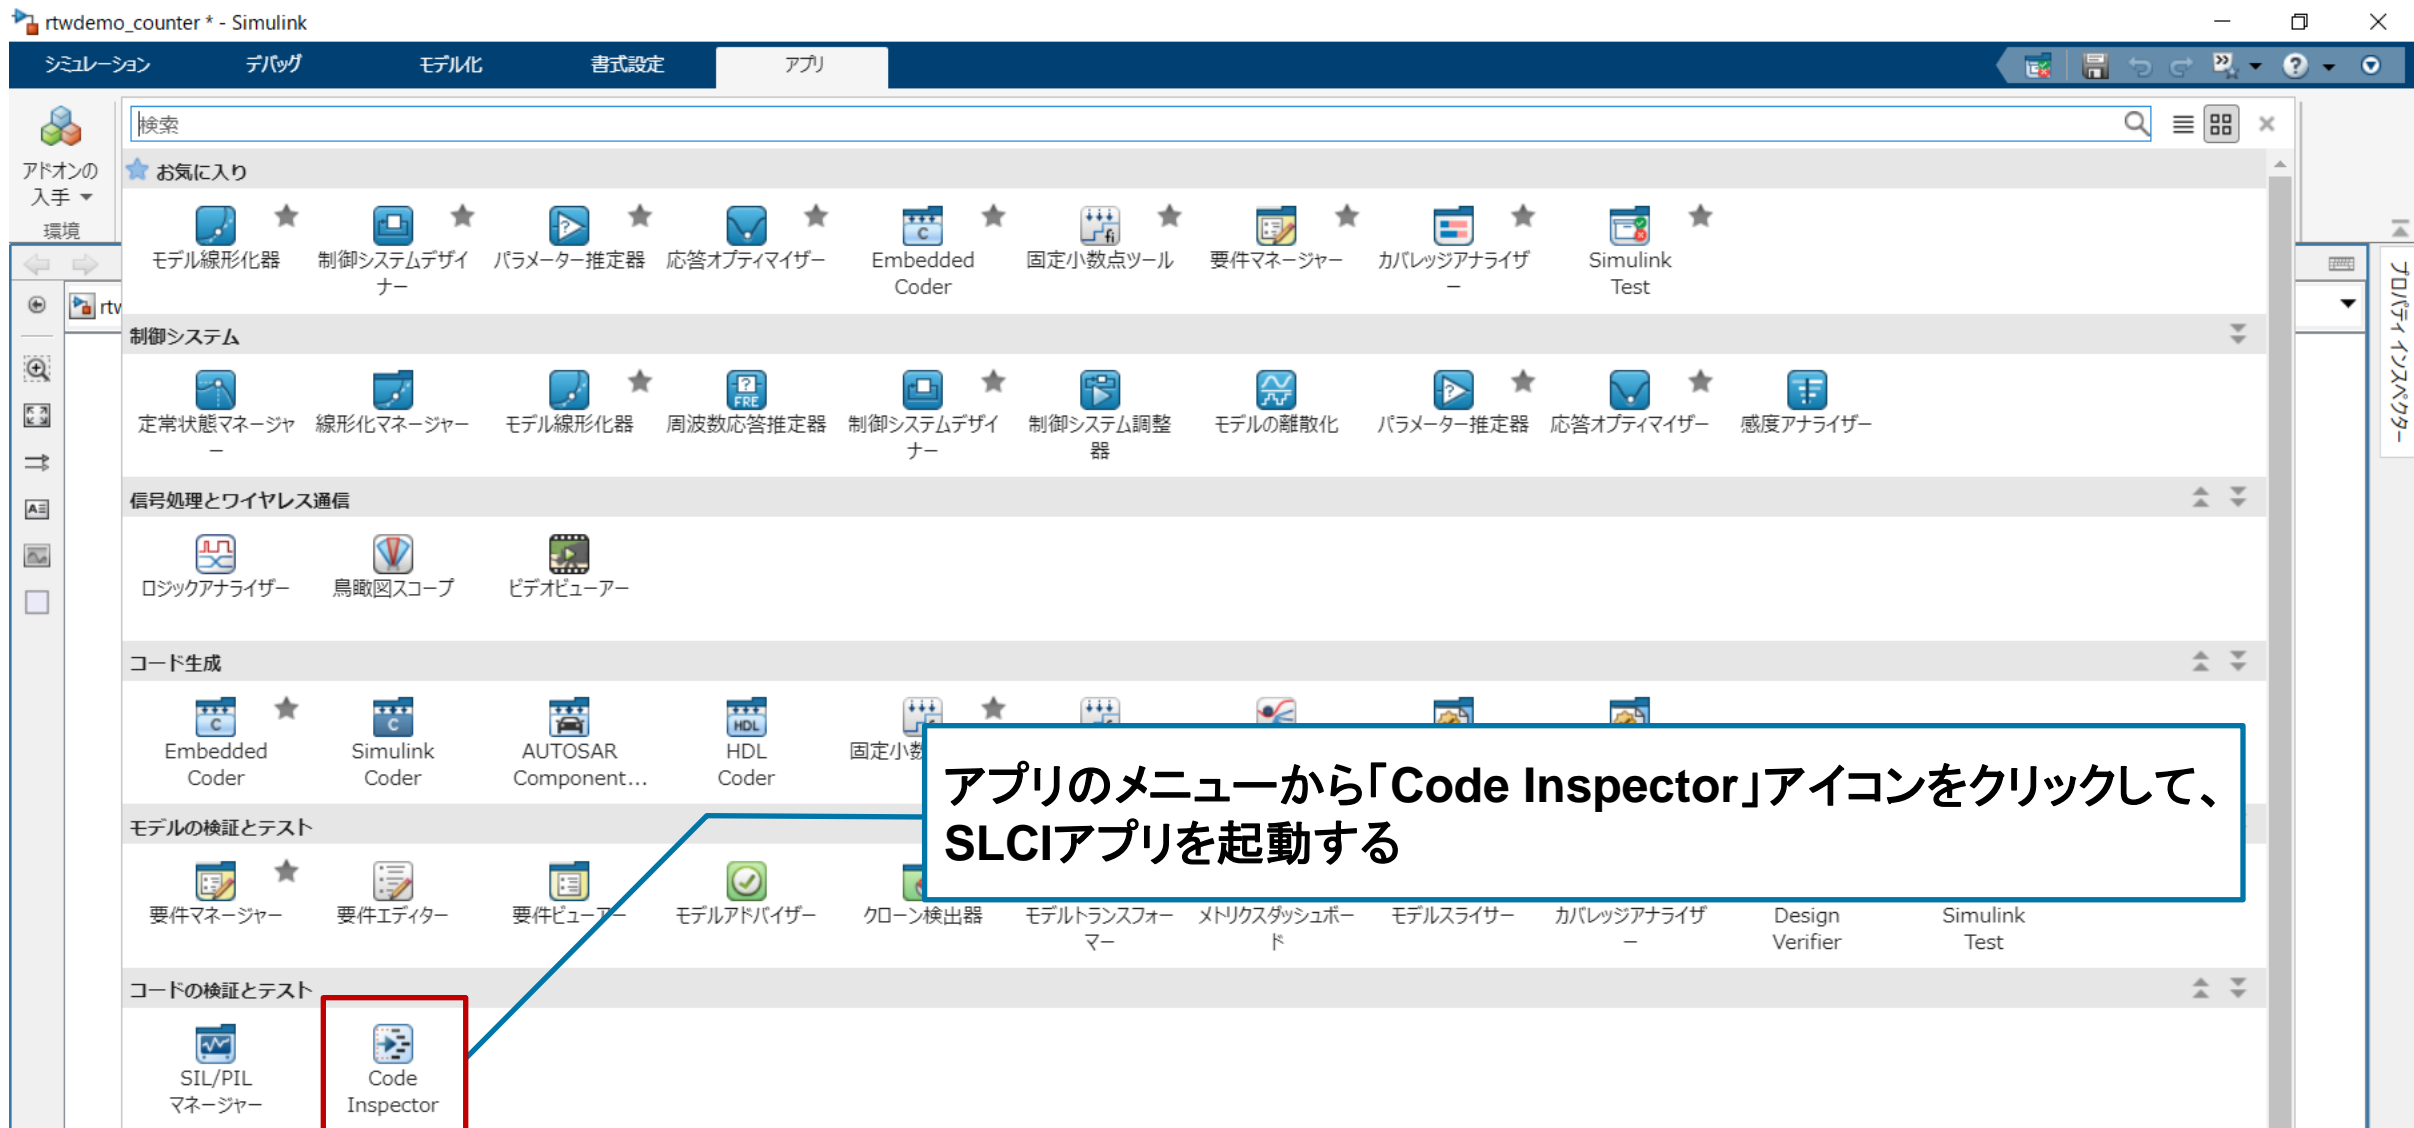 rtwdemo_counter * - Simulink
シミュレーション デバッグ モデル化 書式設定 アプリ
検索
アドオンの
入手
環境
お気に入り
モデル線形化器
制御システムデザイ
ナー
パラメーター推定器
応答オプティマイザー
Embedded
Coder
固定小数点ツール
要件マネージャー
カバレッジアナライザ
ー
Simulink
Test
制御システム
定常状態マネージャ
ー
線形化マネージャー
モデル線形化器
周波数応答推定器
制御システムデザイ
ナー
制御システム調整
器
モデルの離散化
パラメーター推定器
応答オプティマイザー
感度アナライザー
信号処理とワイヤレス通信
ロジックアナライザー
鳥瞰図スコープ
ビデオビューアー
コード生成
Embedded
Coder
Simulink
Coder
AUTOSAR
Component...
HDL
Coder
固定小数
アプリのメニューから「Code Inspector」アイコンをクリックして、
SLCIアプリを起動する
モデルの検証とテスト
要件マネージャー
要件エディター
要件ビューアー
モデルアドバイザー
クローン検出器
モデルトランスフォー
マー
メトリクスダッシュボー
ド
モデルスライサー
カバレッジアナライザ
ー
Design
Verifier
Simulink
Test
コードの検証とテスト
SIL/PIL
マネージャー
Code
Inspector
rtw
プロパティ インスペクター